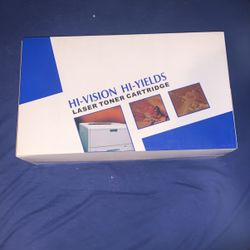 HI-VISION HI-YIELDS
LASER TONER CARTRIDGE